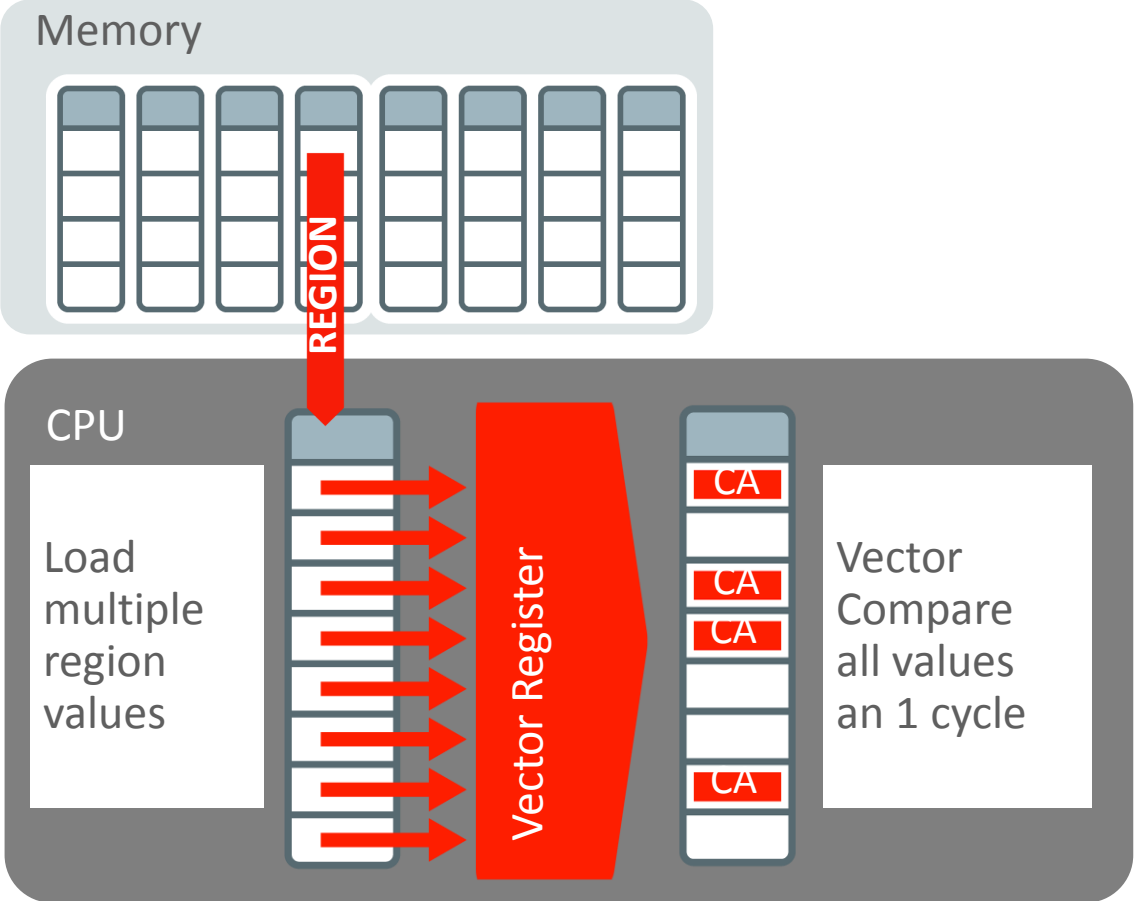 Memory
REGION
CPU
Load
multiple
region
values
Vector Register
CA
CA
CA
CA
Vector
Compare
all values
an 1 cycle